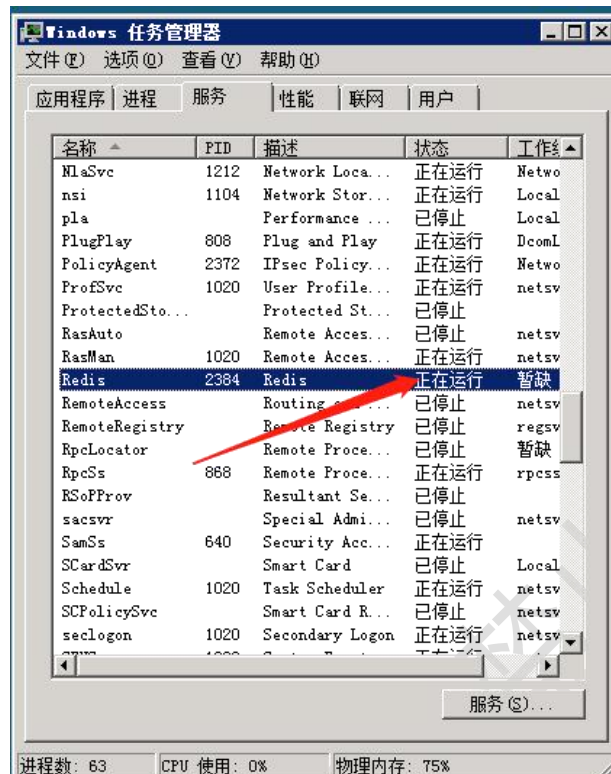 Windows 任务管理器
文件(F) 选项(O) 查看(V) 帮助(H)
应用程序 进程 服务 性能 联网 用户
名称 PID 描述 状态 工作
NlaSvc 1212 Network Loca... 正在运行 Netwo
nsi 1104 Network Stor... 正在运行 Local
pla Performance ... 已停止 Local
PlugPlay 808 Plug and Play 正在运行 DcomL
PolicyAgent 2372 IPsec Policy... 正在运行 Netwo
ProfSvc 1020 User Profile... 正在运行 netsv
ProtectedSto... Protected St... 已停止
RasAuto Remote Acces... 已停止 netsv
RasMan 1020 Remote Acces... 正在运行 netsv
Redis 2384 Redis 正在运行 暂缺
RemoteAccess Routing and ... 已停止 netsv
RemoteRegistry Remote Registry 已停止 regsv
RpcLocator Remote Proce... 已停止 暂缺
RpcSs 868 Remote Proce... 正在运行 rpcss
RSoPProv Resultant Se... 已停止
sacsvr Special Admi... 已停止 netsv
SamSs 640 Security Acc... 正在运行
SCardSvr Smart Card 已停止 Local
Schedule 1020 Task Scheduler 正在运行 netsv
SCPolicySvc Smart Card R... 已停止 netsv
seclogon 1020 Secondary Logon 正在运行 netsv
服务(S)...
进程数: 63 CPU 使用: 0% 物理内存: 75%